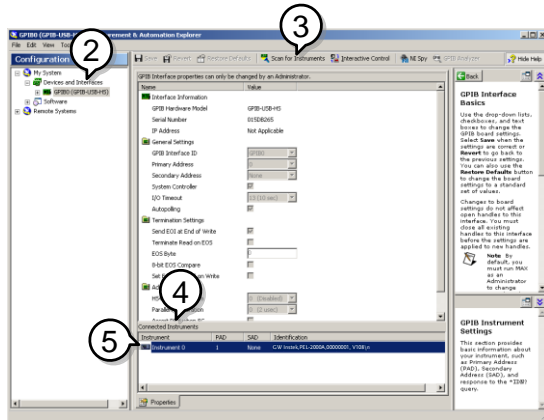 GPIB0 (GPIB-USB-HS)
& Automation Explorer
File Edit View
Configuration
Save Revert Restore Defaults Scan for Instruments Interactive Control NI Spy GPIB Analyzer Hide Help
My System
Devices and Interfaces
GPIB0 (GPIB-USB-HS)
Software
Remote Systems
GPIB Interface properties can only be changed by an Administrator.
Name Value
Interface Information
GPIB Hardware Model GPIB-USB-HS
Serial Number
IP Address Not Applicable
General Settings
GPIB Interface ID GPIB0
Primary Address 0
Secondary Address None
System Controller
I/O Timeout 13 (10 sec)
Autopolling
Termination Settings
Send EOI at End of Write
Terminate Read on EOS
EOS Byte
8-bit EOS Compare
0 (Disabled)
0 (2 usec)
Connected Instruments
Instrument PAD SAD Identification
Instrument 0 1 None
Properties
Back
GPIB Interface
Basics
Use the drop-down lists,
checkboxes, and text
boxes to change the
GPIB board settings.
Select Save when the
settings are correct or
Revert to go back to
the previous settings.
You can also use the
Restore Defaults button
to change the board
settings to a standard
set of values.
Changes to board
settings do not affect
open handles to this
interface. You must
close all existing
handles to this interface
before the settings are
applied to new handles.
Note By
default, you
must run MAX
as an
Administrator
to change
GPIB Instrument
Settings
This section provides
basic information about
your instrument, such
as Primary Address
(PAD), Secondary
Address (SAD), and
response to the *IDN?
query.
2
3
4
5